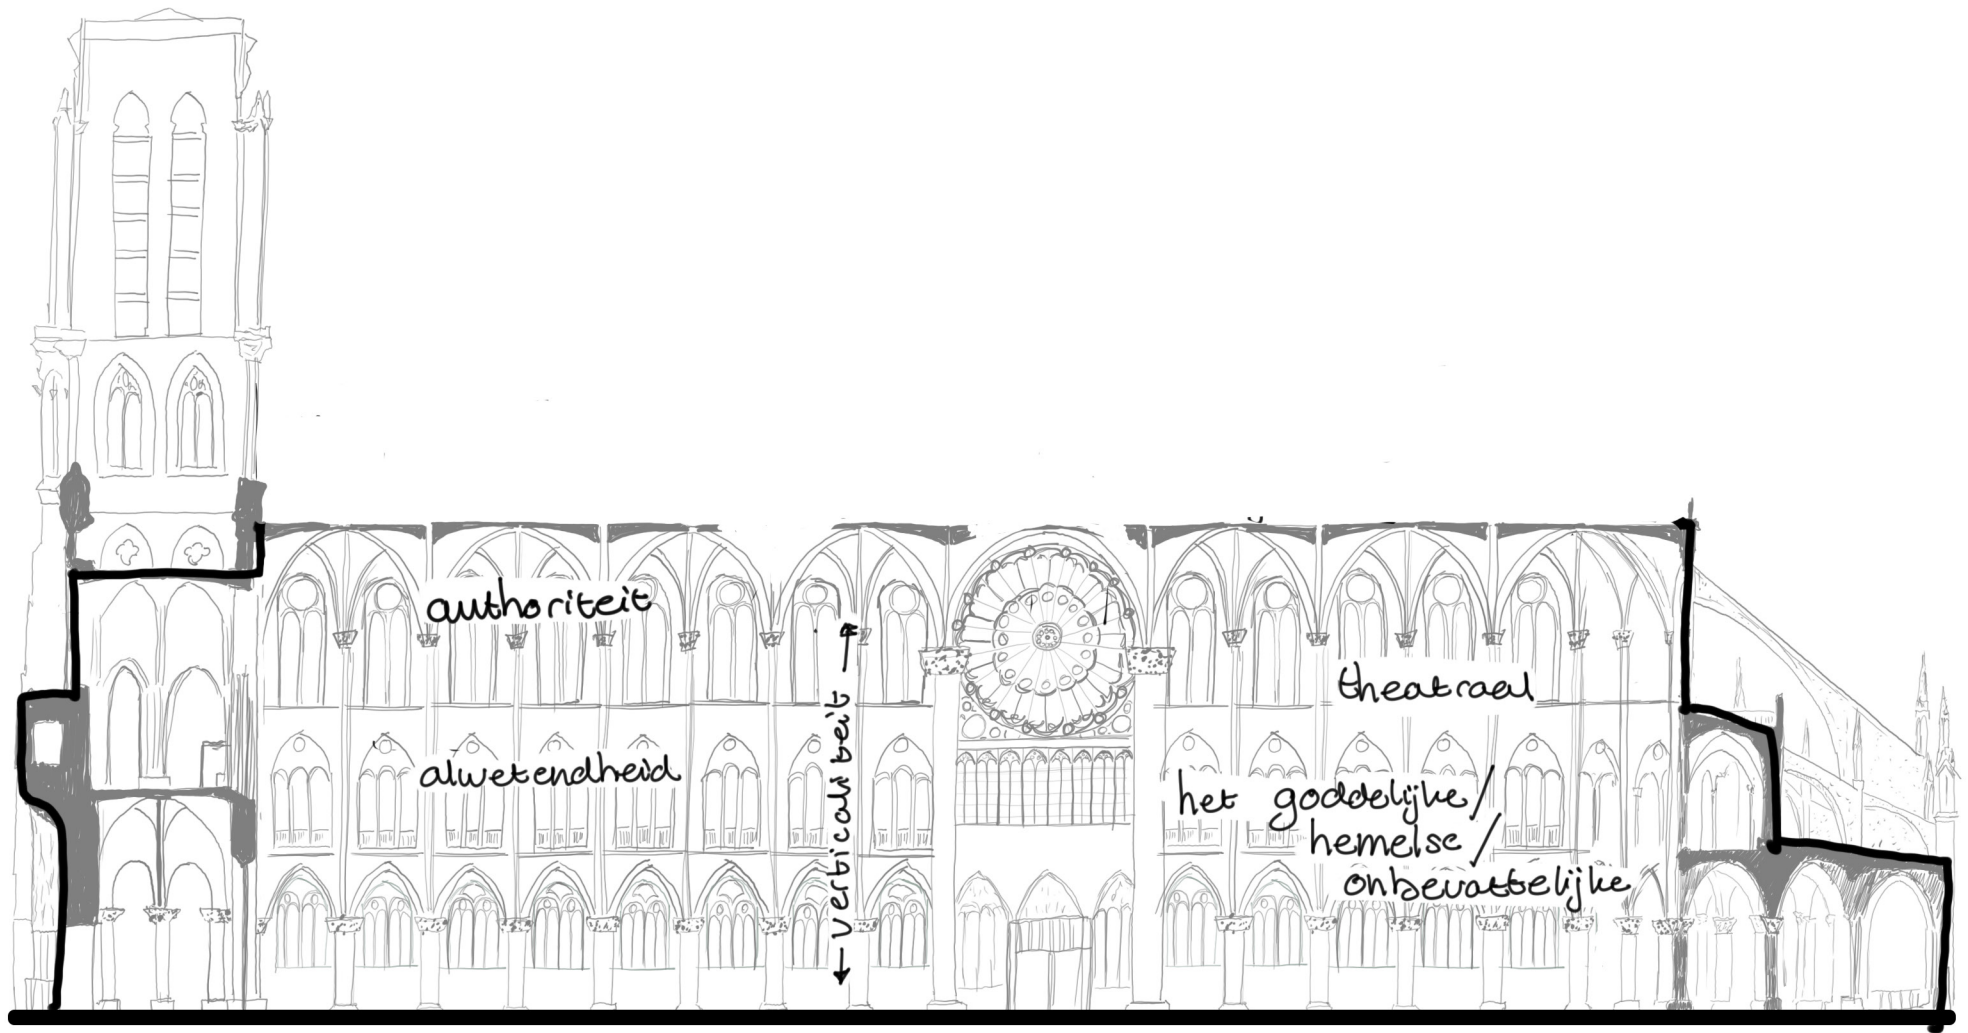 authoriteit
theatraal
alwetendheid
← verticaliteit →
het goddelijke/
hemelse /
onbevattelijke